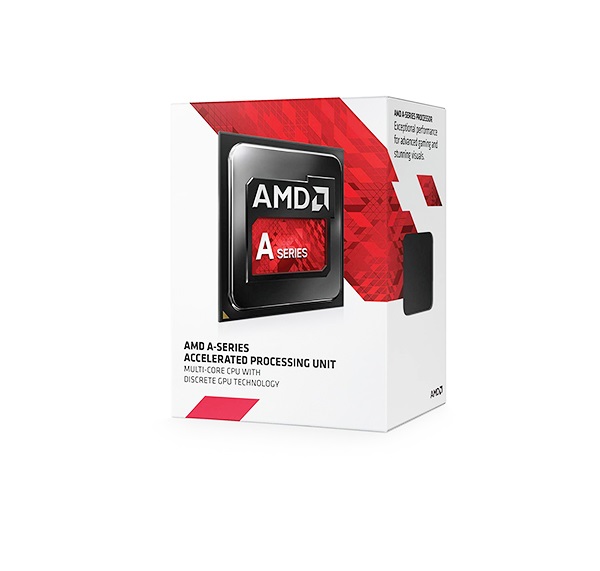 AMD
A SERIES
AMD A-SERIES
ACCELERATED PROCESSING UNIT
MULTI-CORE CPU WITH
DISCRETE GPU TECHNOLOGY
AMD A-SERIES PROCESSOR
Exceptional performance
for advanced gaming and
stunning visuals.
AMD